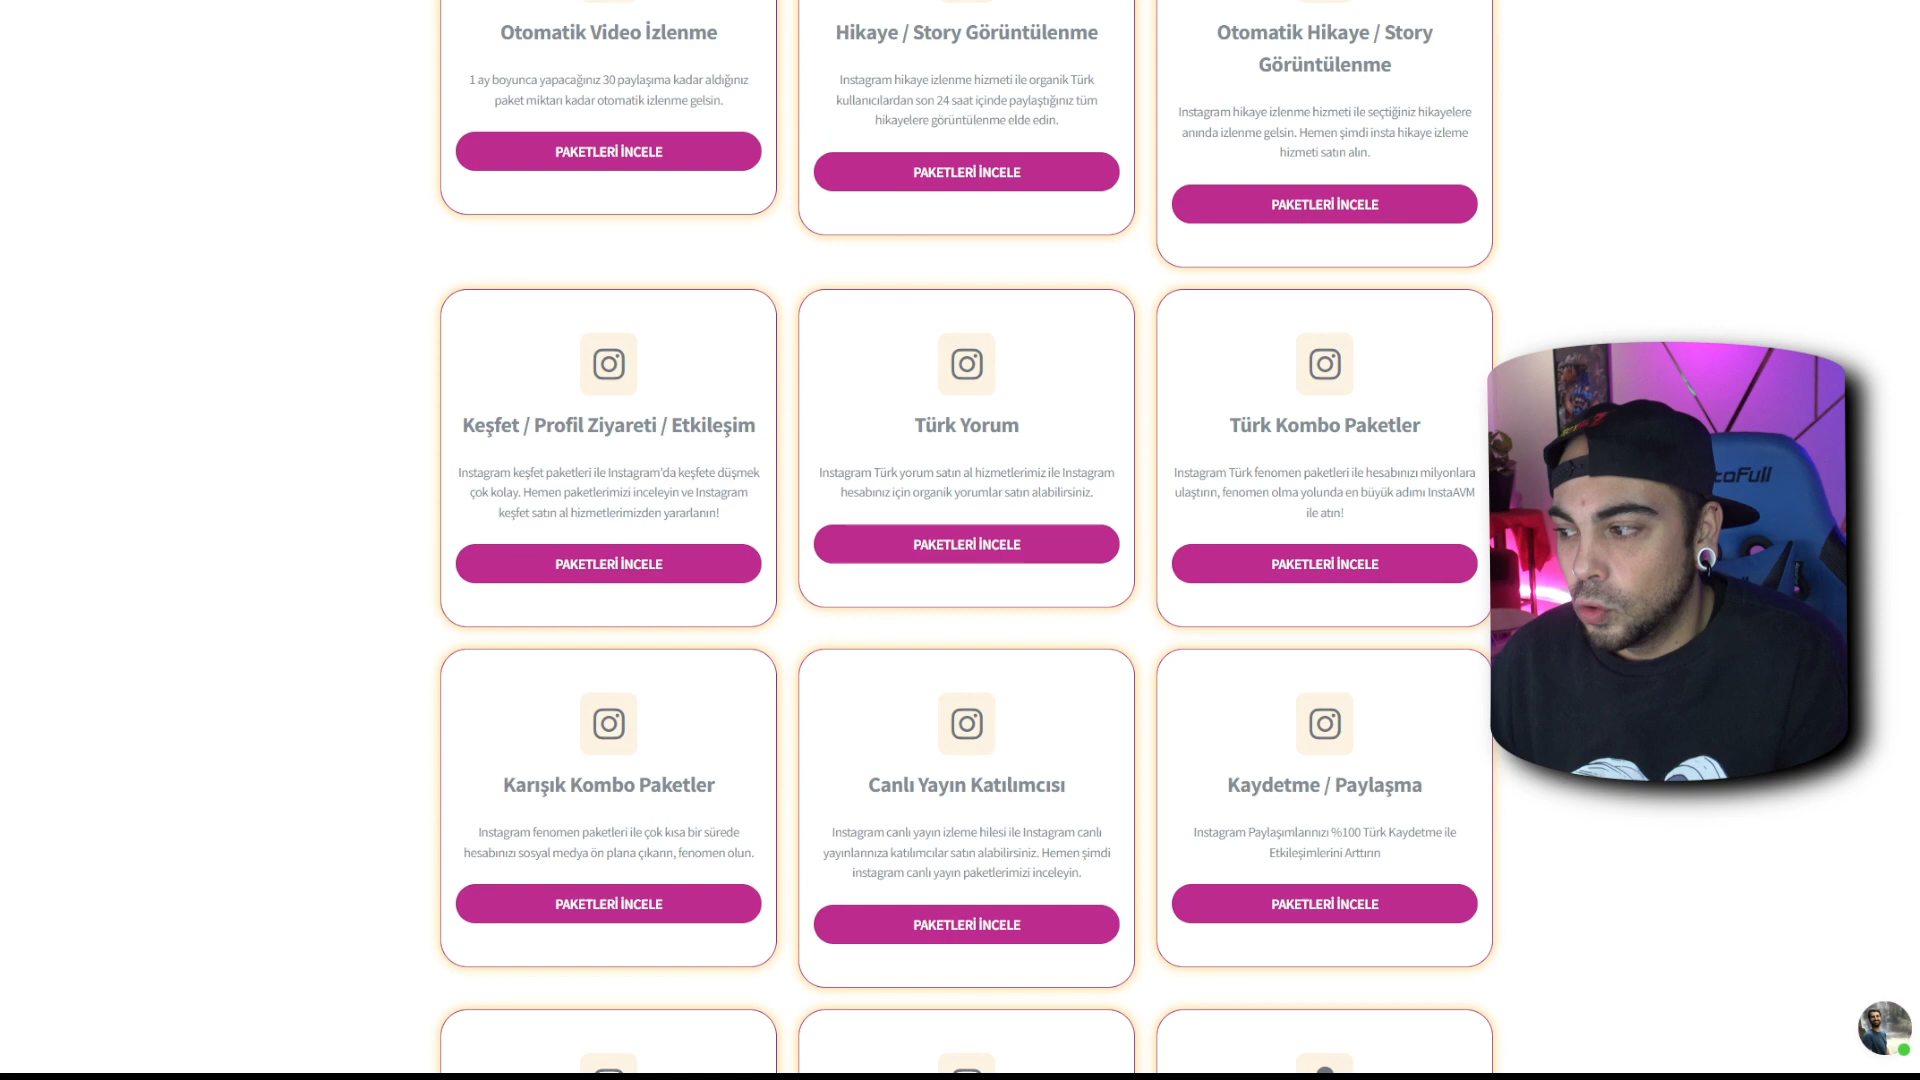 Otomatik Video İzlenme
1 ay boyunca yapacağınız 30 paylaşıma kadar aldığınız
paket miktarı kadar otomatik izlenme gelsin.
PAKETLERİ İNCELE
Hikaye / Story Görüntülenme
Instagram hikaye izlenme hizmeti ile organik Türk
kullanıcılardan son 24 saat içinde paylaştığınız tüm
hikayelere görüntülenme elde edin.
PAKETLERİ İNCELE
Otomatik Hikaye / Story
Görüntülenme
Instagram hikaye izlenme hizmeti ile seçtiğiniz hikayelere
anında izlenme gelsin. Hemen şimdi insta hikaye izleme
hizmeti satın alın.
PAKETLERİ İNCELE
Keşfet / Profil Ziyareti / Etkileşim
Instagram keşfet paketleri ile Instagram'da keşfete düşmek
çok kolay. Hemen paketlerimizi inceleyin ve Instagram
keşfet satın al hizmetlerimizden yararlanın!
PAKETLERİ İNCELE
Türk Yorum
Instagram Türk yorum satın al hizmetlerimiz ile Instagram
hesabınız için organik yorumlar satın alabilirsiniz.
PAKETLERİ İNCELE
Türk Kombo Paketler
Instagram Türk fenomen paketleri ile hesabınızı milyonlara
ulaştırın, fenomen olma yolunda en büyük adımı InstaAVM
ile atın!
PAKETLERİ İNCELE
Karışık Kombo Paketler
Instagram fenomen paketleri ile çok kısa bir sürede
hesabınızı sosyal medya ön plana çıkarın, fenomen olun.
PAKETLERİ İNCELE
Canlı Yayın Katılımcısı
Instagram canlı yayın izleme hilesi ile Instagram canlı
yayınlarınıza katılımcılar satın alabilirsiniz. Hemen şimdi
instagram canlı yayın paketlerimizi inceleyin.
PAKETLERİ İNCELE
Kaydetme / Paylaşma
Instagram Paylaşımlarınızı %100 Türk Kaydetme ile
Etkileşimlerini Arttırın
PAKETLERİ İNCELE